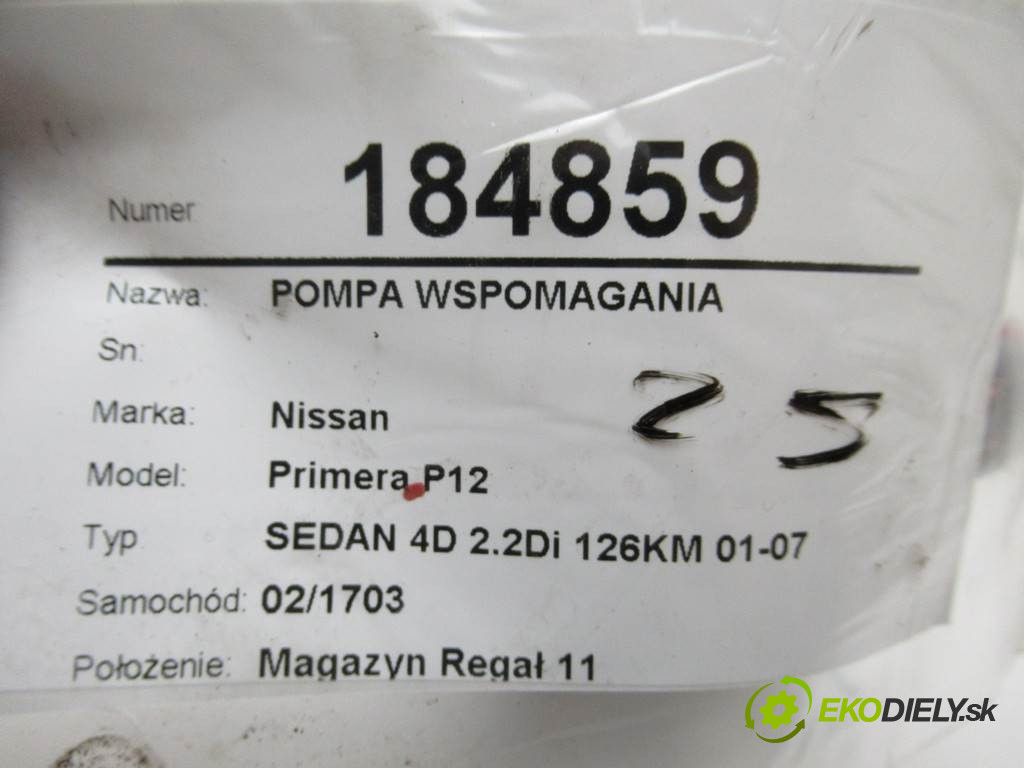 Numer 184859
Nazwa: POMPA WSPOMAGANIA
Sn:
25
Marka: Nissan
Model: Primera P12
Typ SEDAN 4D 2.2Di 126KM 01-07
Samochód: 02/1703
Położenie: Magazyn Regał 11
EKODIELY.sk